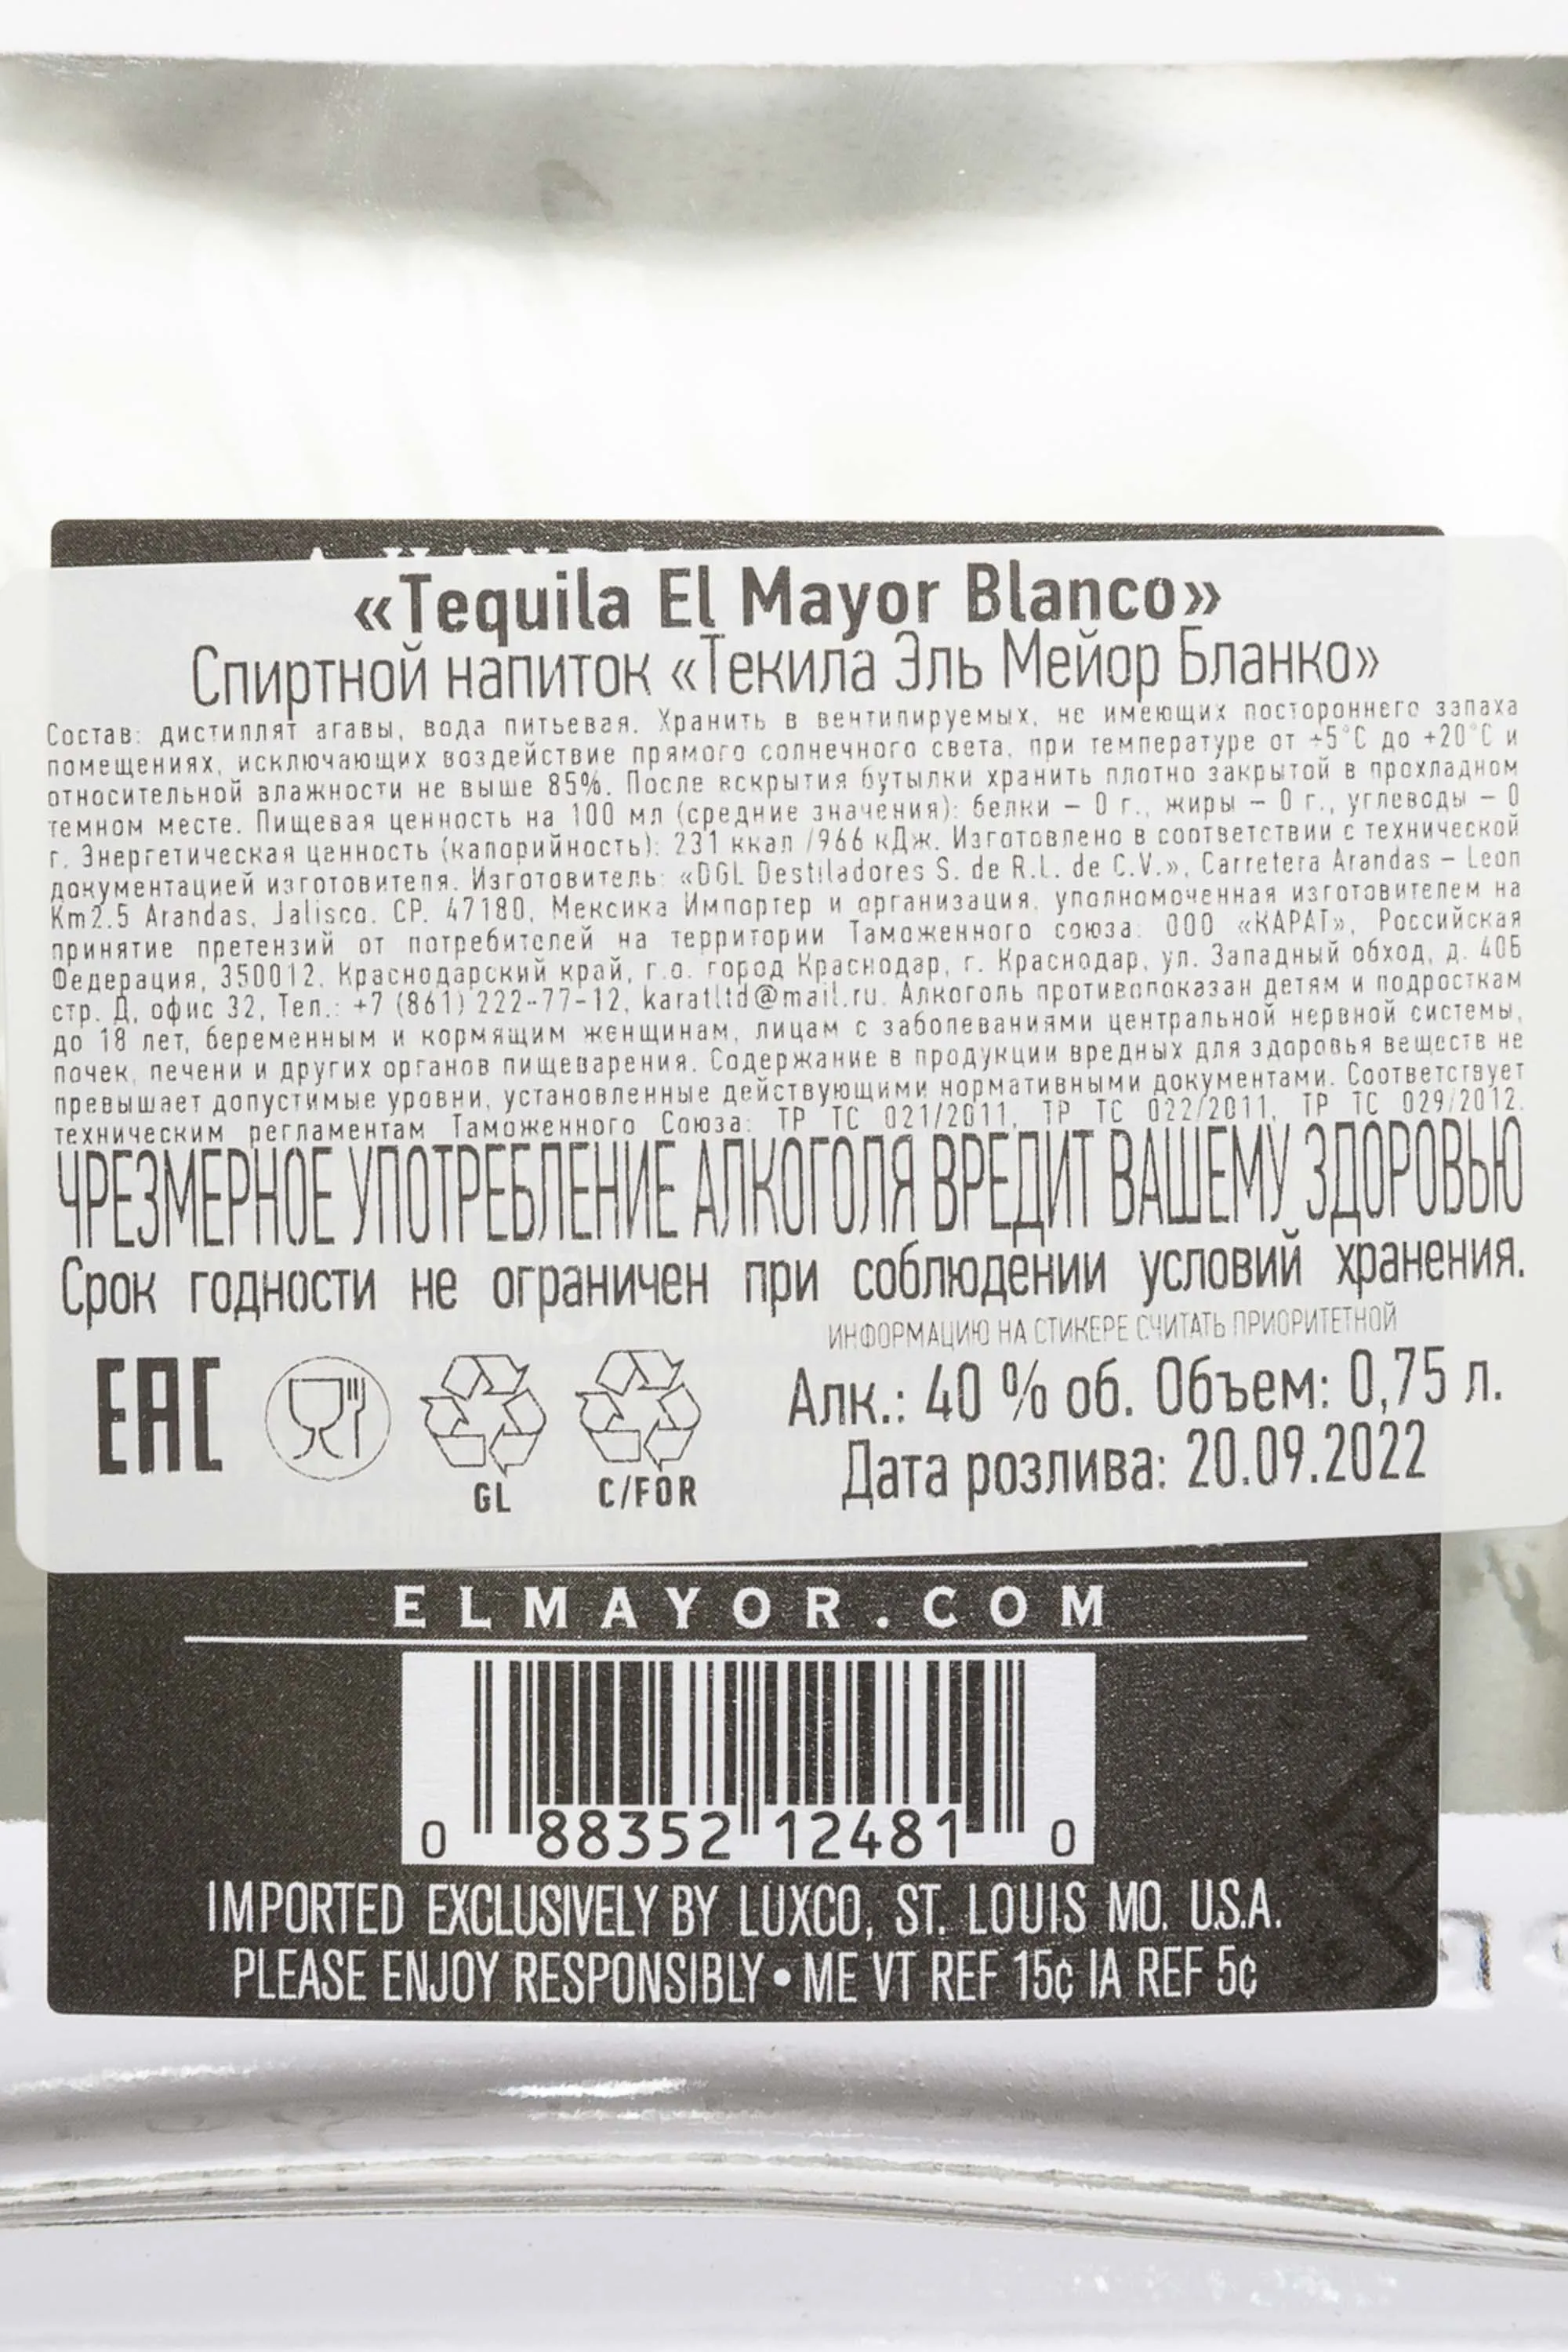 «Tequila El Mayor Blanco»
Спиртной напиток «Текила Эль Мейор Бланко»
Состав: дистиллят агавы, вода питьевая. Хранить в вентилируемых, не имеющих постороннего запаха
помещениях, исключающих воздействие прямого солнечного света, при температуре от +5°С до +20°С и
относительной влажности не выше 85%. После вскрытия бутылки хранить плотно закрытой в прохладном
темном месте. Пищевая ценность на 100 мл (средние значения): белки – 0 г., жиры – 0 г., углеводы – 0
г. Энергетическая ценность (калорийность): 231 ккал /966 кДж. Изготовлено в соответствии с технической
документацией изготовителя. Изготовитель: «DGL Destiladores S. de R.L. de C.V.», Carretera Arandas – Leon
Km2.5 Arandas, Jalisco. CP. 47180, Мексика Импортер и организация, уполномоченная изготовителем на
принятие претензий от потребителей на территории Таможенного союза: ООО «КАРАТ», Российская
Федерация, 350012, Краснодарский край, г.о. город Краснодар, г. Краснодар, ул. Западный обход, д. 40Б
стр. Д, офис 32, Тел.: +7 (861) 222-77-12, karatltd@mail.ru. Алкоголь противопоказан детям и подросткам
до 18 лет, беременным и кормящим женщинам, лицам с заболеваниями центральной нервной системы,
почек, печени и других органов пищеварения. Содержание в продукции вредных для здоровья веществ не
превышает допустимые уровни, установленные действующими нормативными документами. Соответствует
техническим регламентам Таможенного Союза: ТР ТС 021/2011, ТР ТС 022/2011, ТР ТС 029/2012.
ЧРЕЗМЕРНОЕ УПОТРЕБЛЕНИЕ АЛКОГОЛЯ ВРЕДИТ ВАШЕМУ ЗДОРОВЬЮ
Срок годности не ограничен при соблюдении условий хранения.
ИНФОРМАЦИЮ НА СТИКЕРЕ СЧИТАТЬ ПРИОРИТЕТНОЙ
EAC
GL
C/FOR
Алк.: 40 % об. Объем: 0,75 л.
Дата розлива: 20.09.2022
ELMAYOR.COM
0 88352 12481 0
IMPORTED EXCLUSIVELY BY LUXCO, ST. LOUIS MO. U.S.A.
PLEASE ENJOY RESPONSIBLY • ME VT REF 15¢ IA REF 5¢